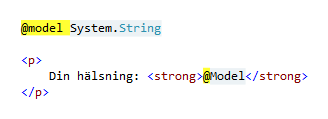 @model System.String
<p>
Din hälsning: <strong>@Model</strong>
</p>